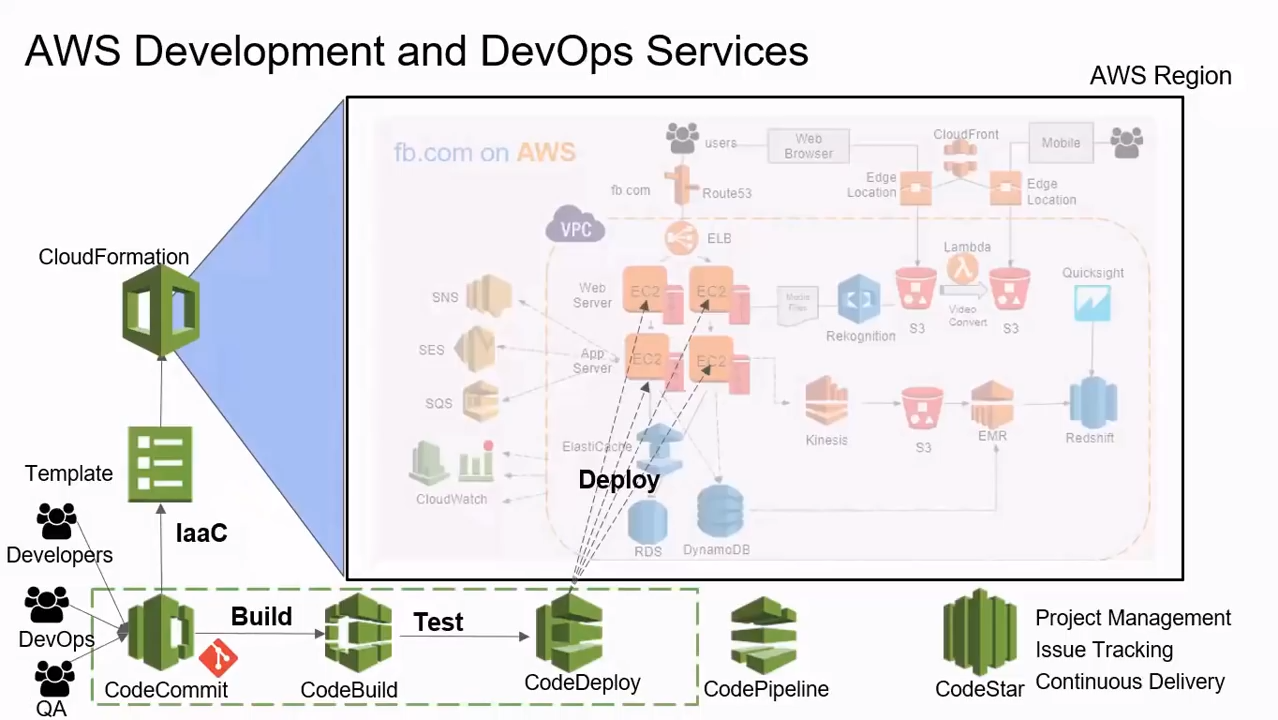 AWS Development and DevOps Services
AWS Region
fb.com on AWS
users
Web
Browser
CloudFront
Mobile
fb.com
Route53
Edge
Location
Edge
Location
VPC
ELB
CloudFormation
Lambda
Quicksight
SNS
Web
Server
EC2
EC2
Media
Files
Rekognition
S3
Video
Convert
S3
SES
App
Server
EC2
EC2
SQS
Kinesis
S3
EMR
Redshift
ElastiCache
CloudWatch
Deploy
RDS
DynamoDB
Template
IaaC
Developers
DevOps
QA
Build
Test
CodeCommit
CodeBuild
CodeDeploy
CodePipeline
CodeStar
Project Management
Issue Tracking
Continuous Delivery